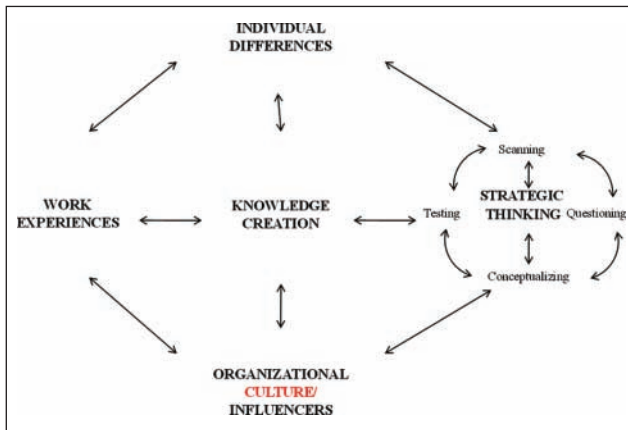 INDIVIDUAL
DIFFERENCES
Scanning
WORK
EXPERIENCES
KNOWLEDGE
CREATION
Testing
STRATEGIC
THINKING
Questioning
Conceptualizing
ORGANIZATIONAL
CULTURE/
INFLUENCERS